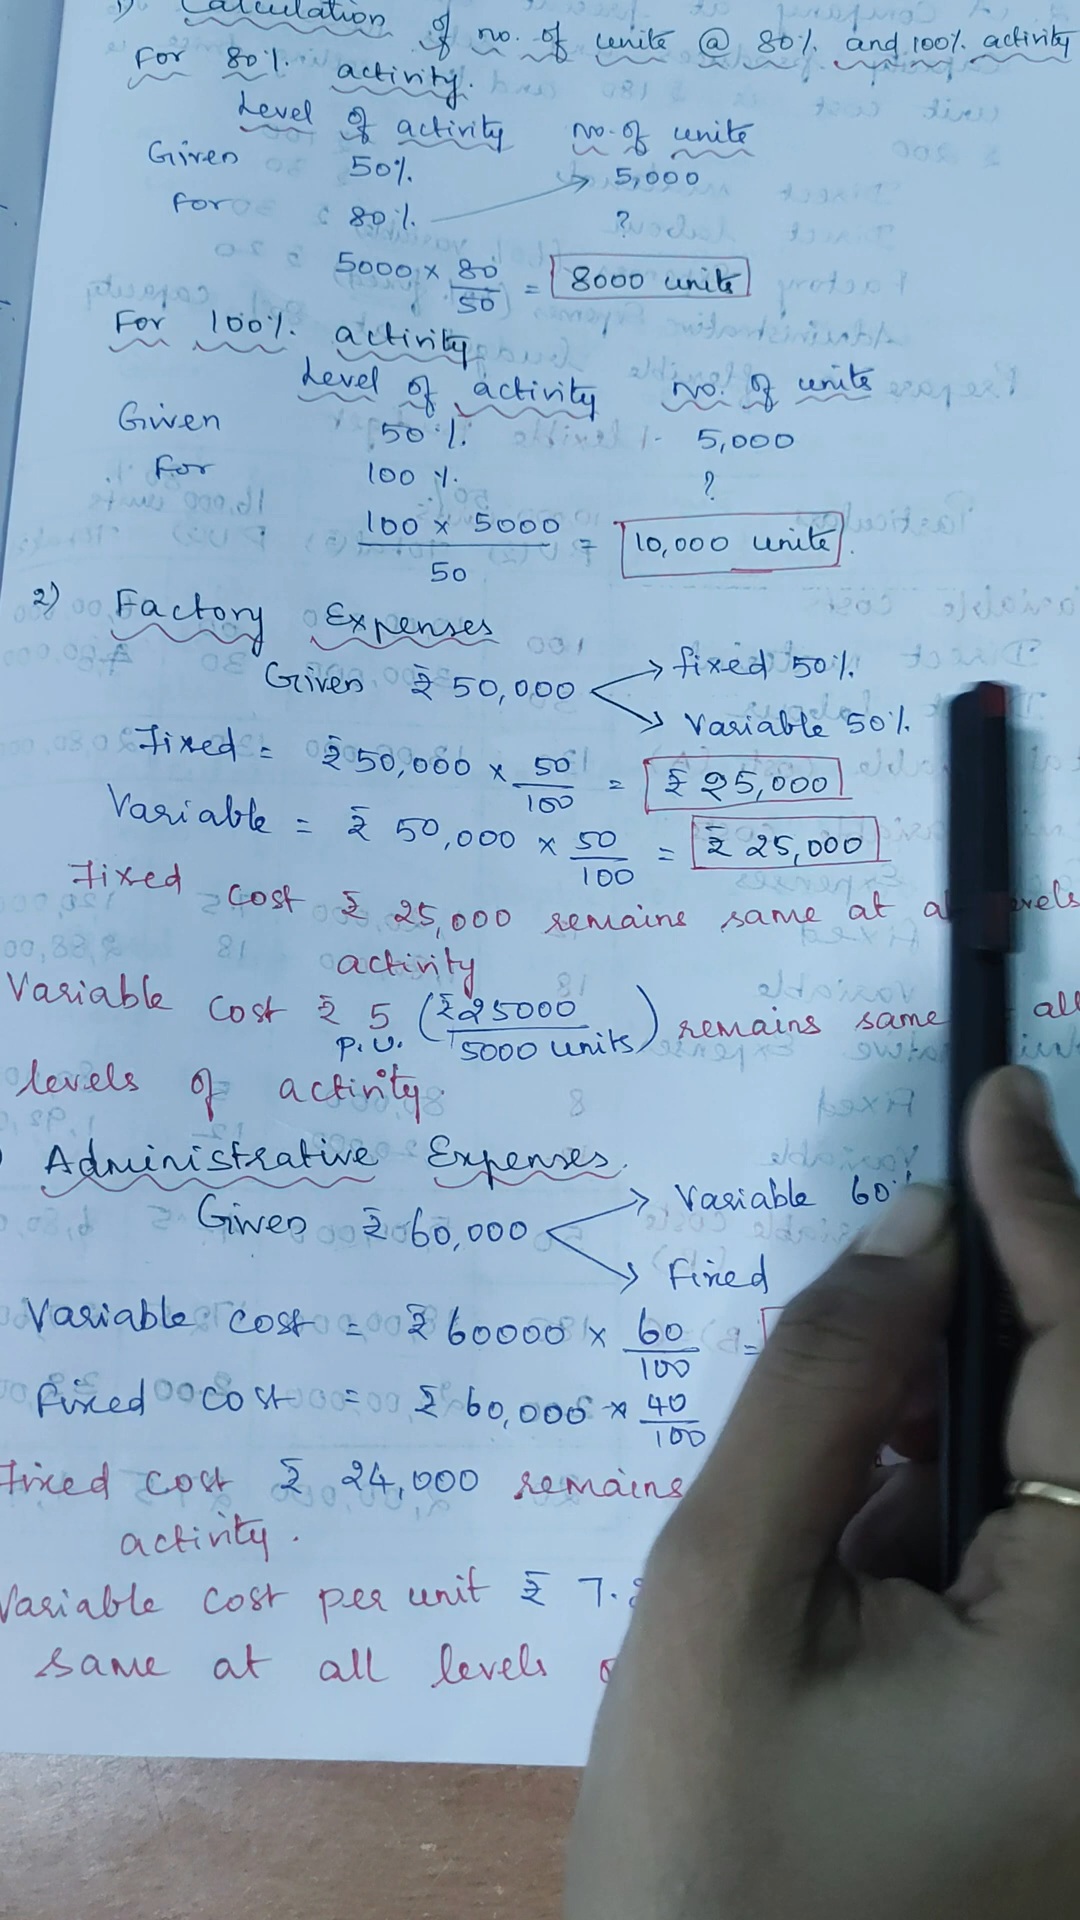 1) Calculation of no. of units @ 80% and 100% activity
For 80% activity.
Level of activity no. of units
Given 50% 5,000
For 80% ?
5000 × 80/50 = 8000 units
For 100% activity
Level of activity no. of units
Given 50% 5,000
For 100% ?
100 × 5000/50 = 10,000 units
2) Factory Expenses
Given ₹ 50,000 → fixed 50%
→ Variable 50%
Fixed = ₹ 50,000 × 50/100 = ₹ 25,000
Variable = ₹ 50,000 × 50/100 = ₹ 25,000
Fixed cost ₹ 25,000 remains same at
activity
Variable cost ₹ 5 p.u. (₹25000/5000 units) remains same all
levels of activity.
Administrative Expenses.
Given ₹ 60,000 → Variable 60
→ Fixed
Variable cost = ₹ 60000 × 60/100 =
Fixed cost = ₹ 60,000 × 40/100
Fixed cost ₹ 24,000 remains
activity.
Variable cost per unit ₹ 7.
same at all levels